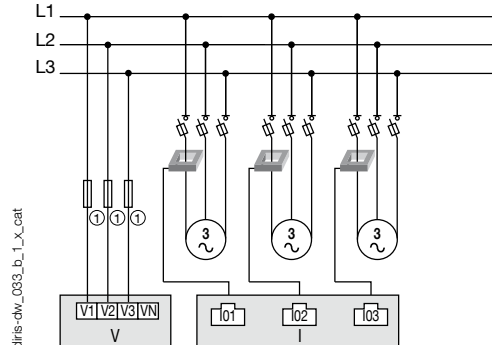 L1
L2
L3
① ① ①
3 3 3
∼ ∼ ∼
V1 V2 V3 VN
I01 I02 I03
V I
diris-dw_033_b_1_x_cat